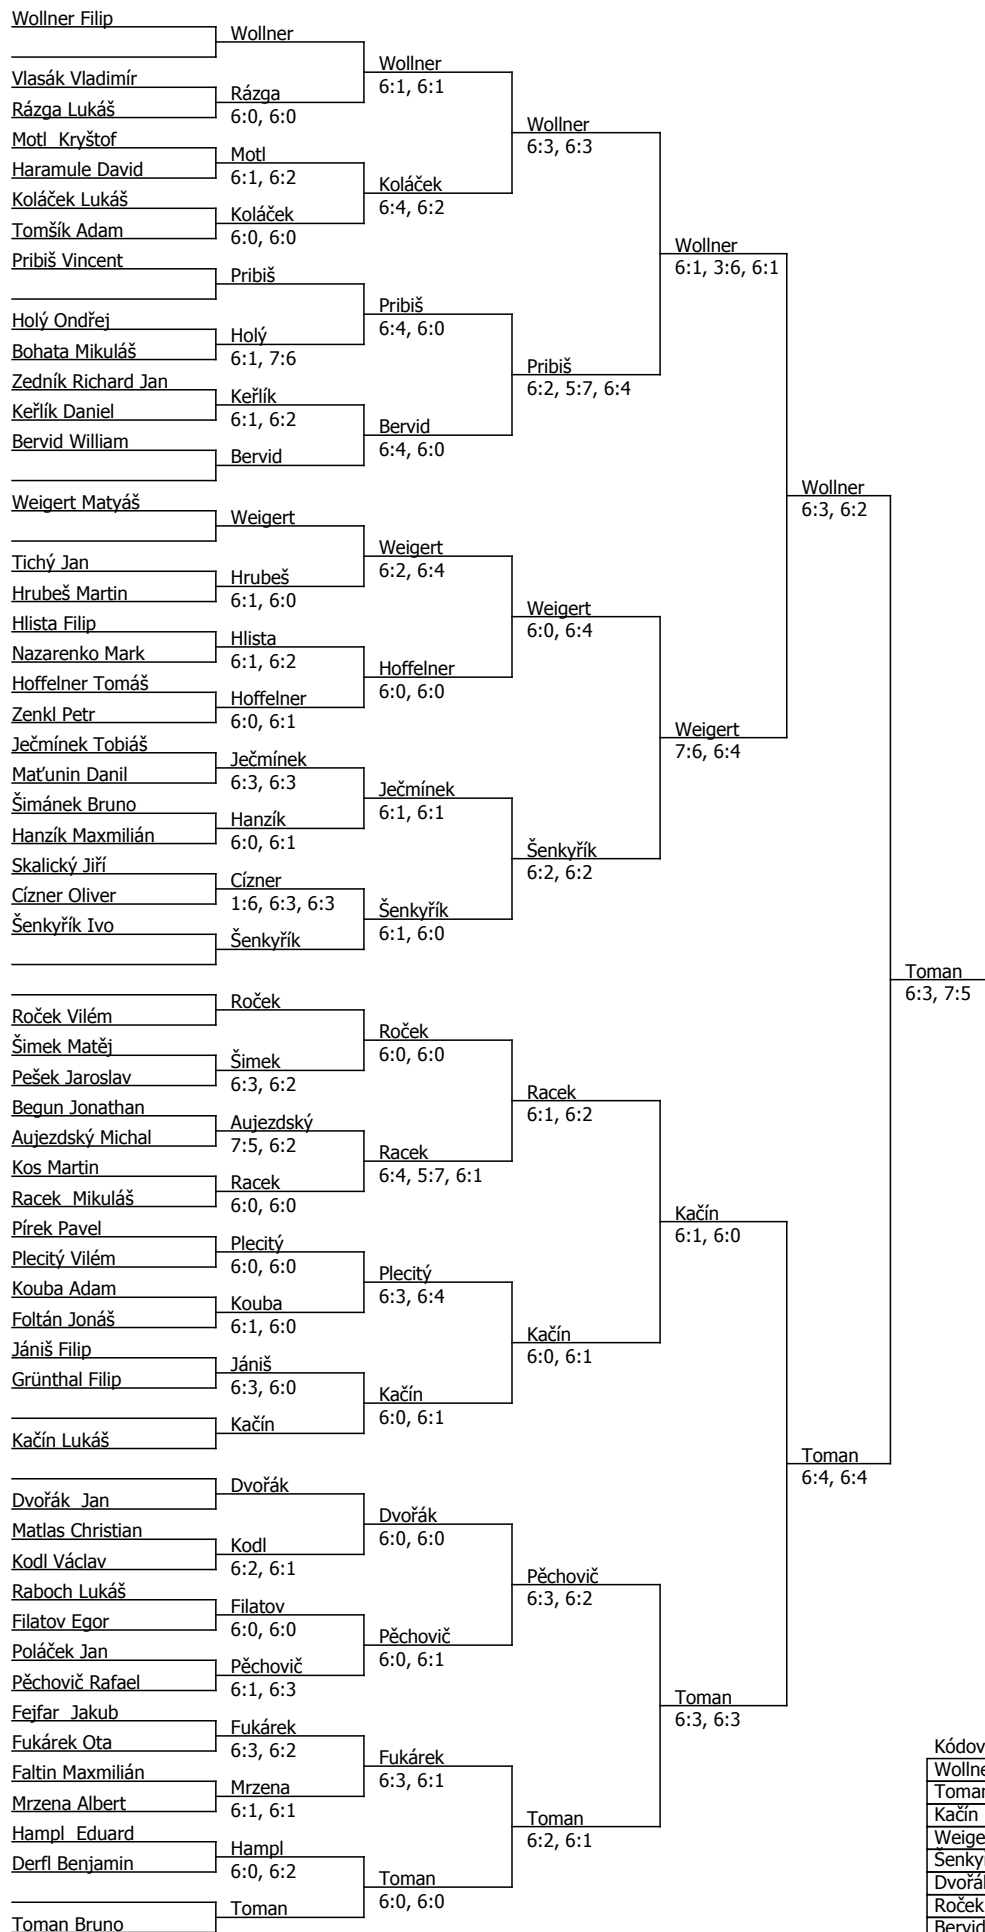 Wollner Filip
Wollner
Wollner
6:1, 6:1
Vlasák Vladimír
Rázga
6:0, 6:0
Rázga Lukáš
Wollner
6:3, 6:3
Motl  Kryštof
Motl
6:1, 6:2
Haramule David
Koláček
6:4, 6:2
Koláček Lukáš
Koláček
6:0, 6:0
Tomšík Adam
Wollner
6:1, 3:6, 6:1
Pribiš Vincent
Pribiš
Pribiš
6:4, 6:0
Holý Ondřej
Holý
6:1, 7:6
Bohata Mikuláš
Pribiš
6:2, 5:7, 6:4
Zedník Richard Jan
Keřlík
6:1, 6:2
Keřlík Daniel
Bervid
6:4, 6:0
Bervid William
Bervid
Wollner
6:3, 6:2
Weigert Matyáš
Weigert
Weigert
6:2, 6:4
Tichý Jan
Hrubeš
6:1, 6:0
Hrubeš Martin
Weigert
6:0, 6:4
Hlista Filip
Hlista
6:1, 6:2
Nazarenko Mark
Hoffelner
6:0, 6:0
Hoffelner Tomáš
Hoffelner
6:0, 6:1
Zenkl Petr
Weigert
7:6, 6:4
Ječmínek Tobiáš
Ječmínek
6:3, 6:3
Maťunin Danil
Ječmínek
6:1, 6:1
Šimánek Bruno
Hanzík
6:0, 6:1
Hanzík Maxmilián
Šenkyřík
6:2, 6:2
Skalický Jiří
Cízner
1:6, 6:3, 6:3
Cízner Oliver
Šenkyřík
6:1, 6:0
Šenkyřík Ivo
Šenkyřík
Toman
6:3, 7:5
Roček
Roček Vilém
Roček
6:0, 6:0
Šimek Matěj
Šimek
6:3, 6:2
Pešek Jaroslav
Racek
6:1, 6:2
Begun Jonathan
Aujezdský
7:5, 6:2
Aujezdský Michal
Racek
6:4, 5:7, 6:1
Kos Martin
Racek
6:0, 6:0
Racek  Mikuláš
Kačín
6:1, 6:0
Pírek Pavel
Plecitý
6:0, 6:0
Plecitý Vilém
Plecitý
6:3, 6:4
Kouba Adam
Kouba
6:1, 6:0
Foltán Jonáš
Kačín
6:0, 6:1
Jániš Filip
Jániš
6:3, 6:0
Grünthal Filip
Kačín
6:0, 6:1
Kačín
Kačín Lukáš
Toman
6:4, 6:4
Dvořák
Dvořák  Jan
Dvořák
6:0, 6:0
Matlas Christian
Kodl
6:2, 6:1
Kodl Václav
Pěchovič
6:3, 6:2
Raboch Lukáš
Filatov
6:0, 6:0
Filatov Egor
Pěchovič
6:0, 6:1
Poláček Jan
Pěchovič
6:1, 6:3
Pěchovič Rafael
Toman
6:3, 6:3
Fejfar  Jakub
Fukárek
6:3, 6:2
Fukárek Ota
Fukárek
6:3, 6:1
Faltin Maxmilián
Mrzena
6:1, 6:1
Mrzena Albert
Toman
6:2, 6:1
Hampl  Eduard
Hampl
6:0, 6:2
Derfl Benjamin
Toman
6:0, 6:0
Toman
Toman Bruno
Kódov
Kačín
Roček
Bervid